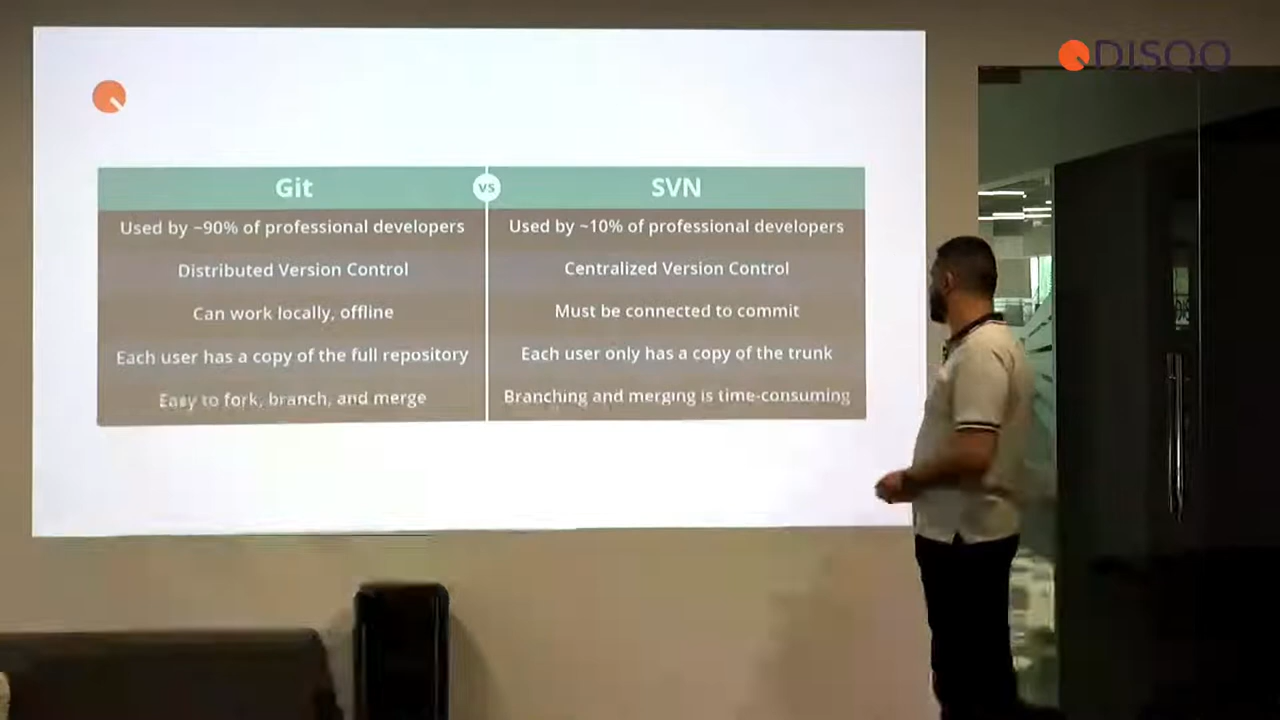 DISQO
Git vs SVN
Used by ~90% of professional developers
Used by ~10% of professional developers
Distributed Version Control
Centralized Version Control
Can work locally, offline
Must be connected to commit
Each user has a copy of the full repository
Each user only has a copy of the trunk
Easy to fork, branch, and merge
Branching and merging is time-consuming